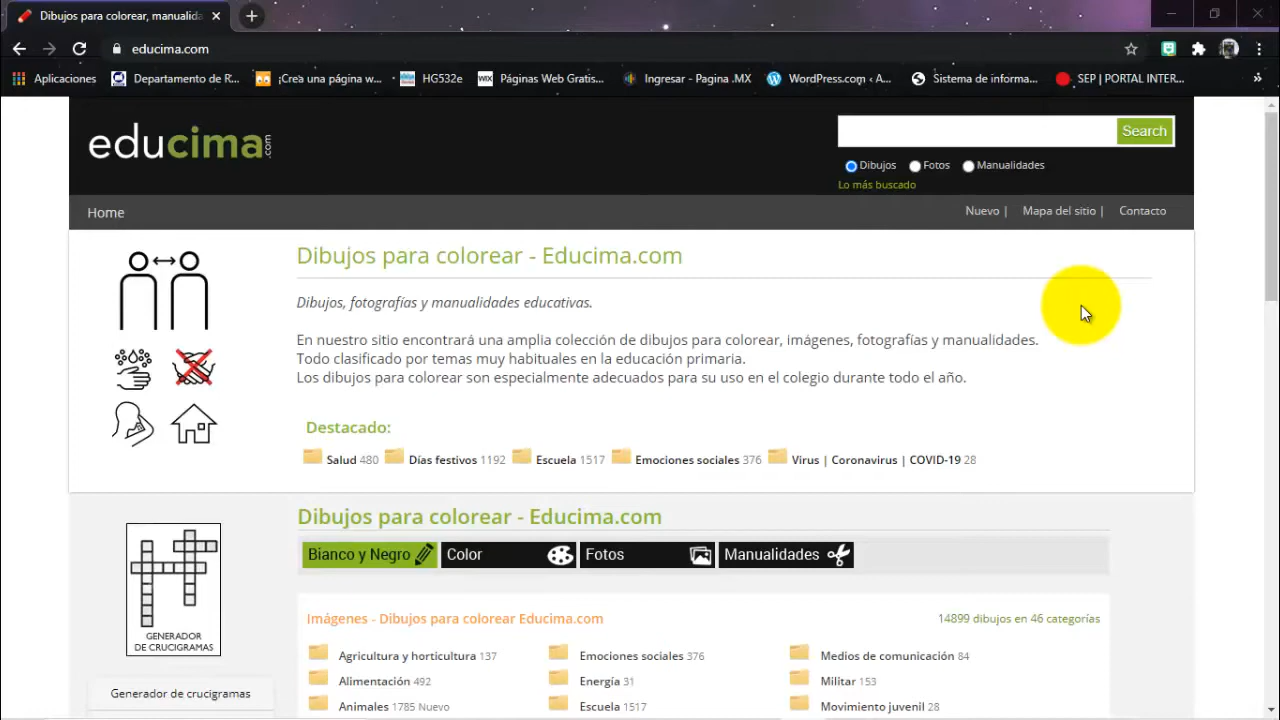 Dibujos para colorear, manualida
educima.com
Aplicaciones
Departamento de R...
¡Crea una página w...
HG532e
WIX Páginas Web Gratis...
Ingresar - Pagina .MX
WordPress.com ‹ A...
Sistema de informa...
SEP | PORTAL INTER...
educima.com
Search
Dibujos Fotos Manualidades
Lo más buscado
Home
Nuevo | Mapa del sitio | Contacto
Dibujos para colorear - Educima.com
Dibujos, fotografías y manualidades educativas.
En nuestro sitio encontrará una amplia colección de dibujos para colorear, imágenes, fotografías y manualidades.
Todo clasificado por temas muy habituales en la educación primaria.
Los dibujos para colorear son especialmente adecuados para su uso en el colegio durante todo el año.
Destacado:
Salud 480 Días festivos 1192 Escuela 1517 Emociones sociales 376 Virus | Coronavirus | COVID-19 28
GENERADOR
DE CRUCIGRAMAS
Generador de crucigramas
Dibujos para colorear - Educima.com
Bianco y Negro Color Fotos Manualidades
Imágenes - Dibujos para colorear Educima.com
14899 dibujos en 46 categorías
Agricultura y horticultura 137 Emociones sociales 376 Medios de comunicación 84
Alimentación 492 Energía 31 Militar 153
Animales 1785 Nuevo Escuela 1517 Movimiento juvenil 28